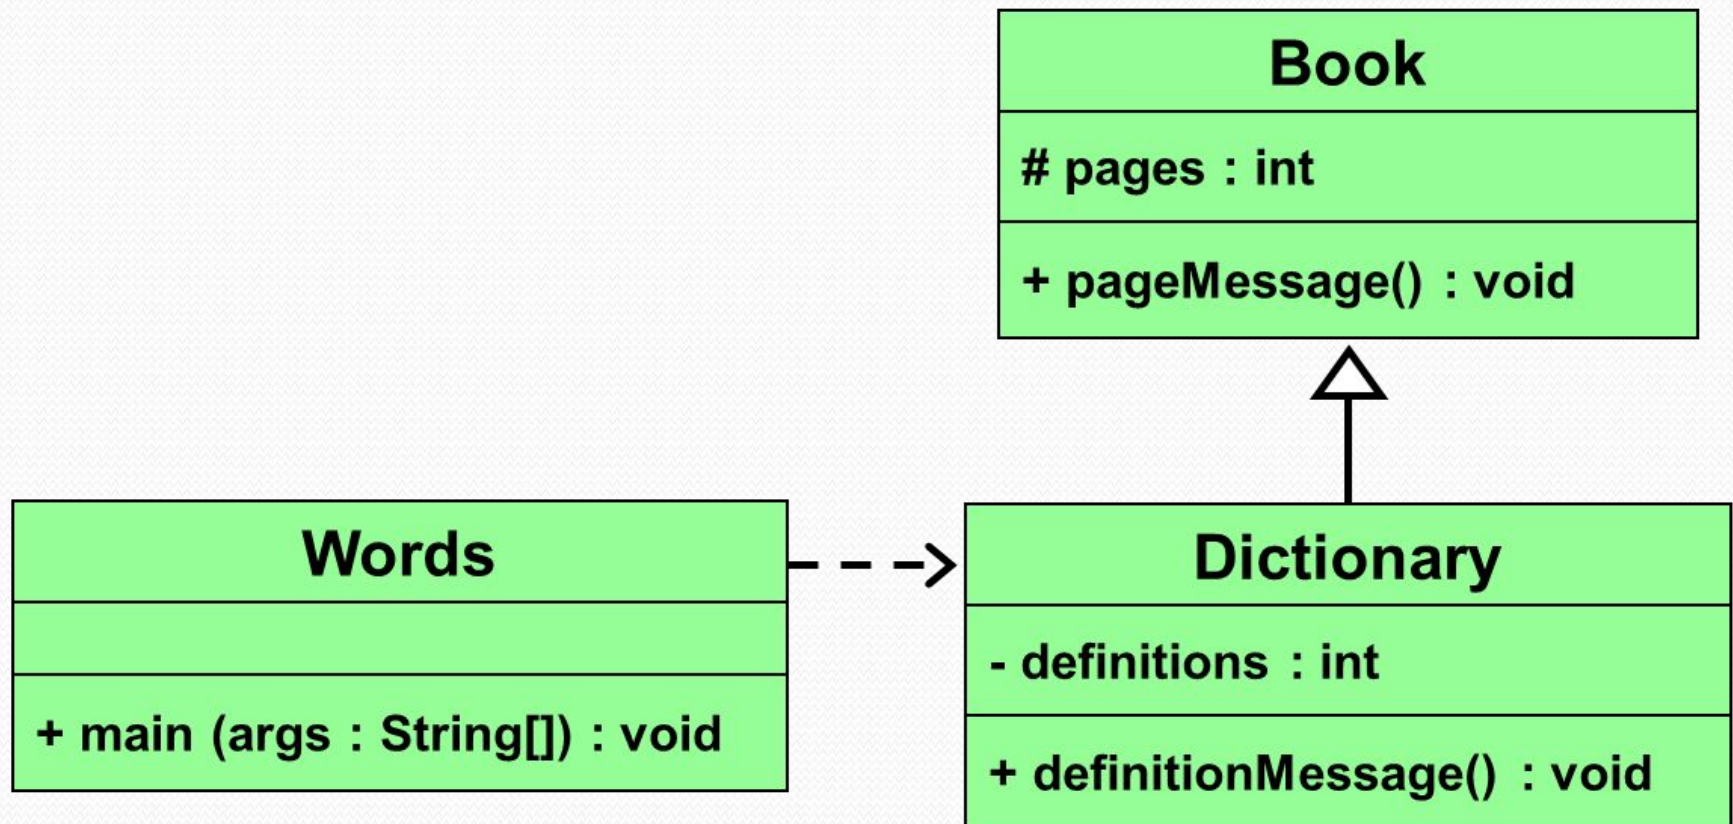 Book
# pages : int
+ pageMessage() : void
Words
+ main (args : String[]) : void
Dictionary
- definitions : int
+ definitionMessage() : void